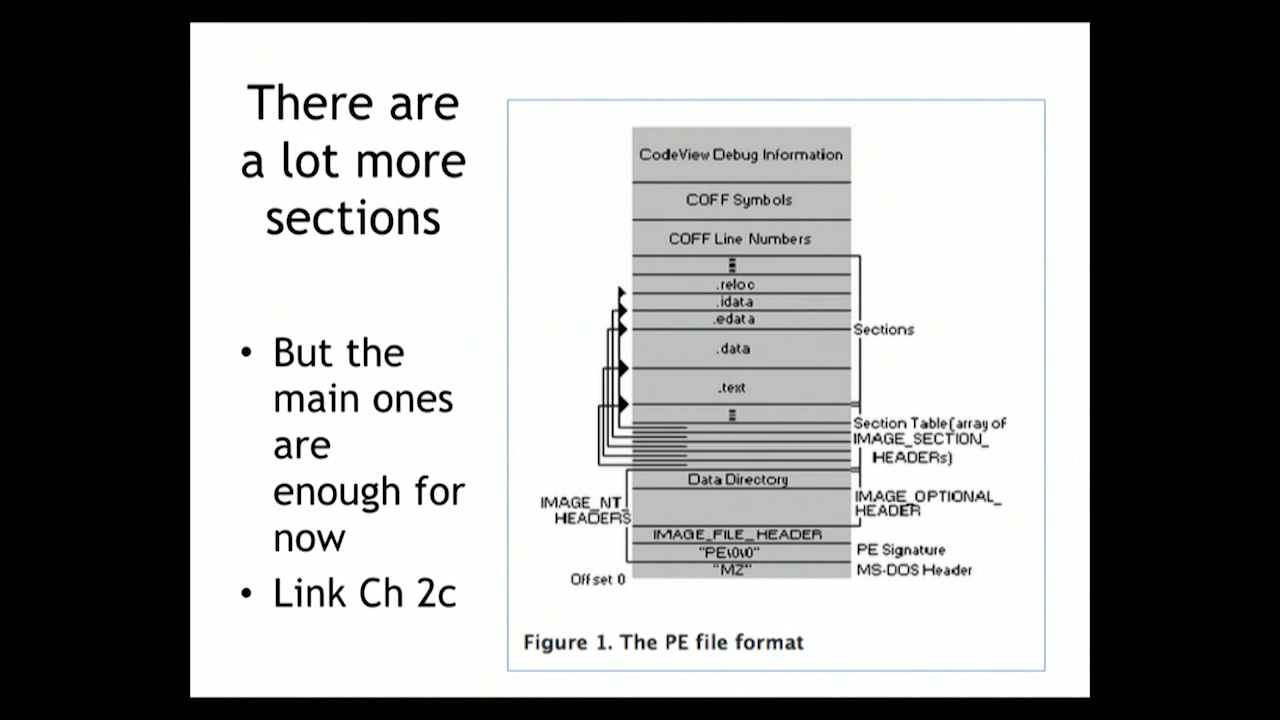 There are
a lot more
sections
• But the
main ones
are
enough for
now
• Link Ch 2c
CodeView Debug Information
COFF Symbols
COFF Line Numbers
.reloc
.idata
.edata
.data
.text
Sections
Section Table(array of
IMAGE_SECTION_
HEADERs)
Data Directory
IMAGE_NT_
HEADERS
IMAGE_OPTIONAL_
HEADER
IMAGE_FILE_HEADER
"PE\0\0"
PE Signature
"MZ"
MS-DOS Header
Offset 0
Figure 1. The PE file format